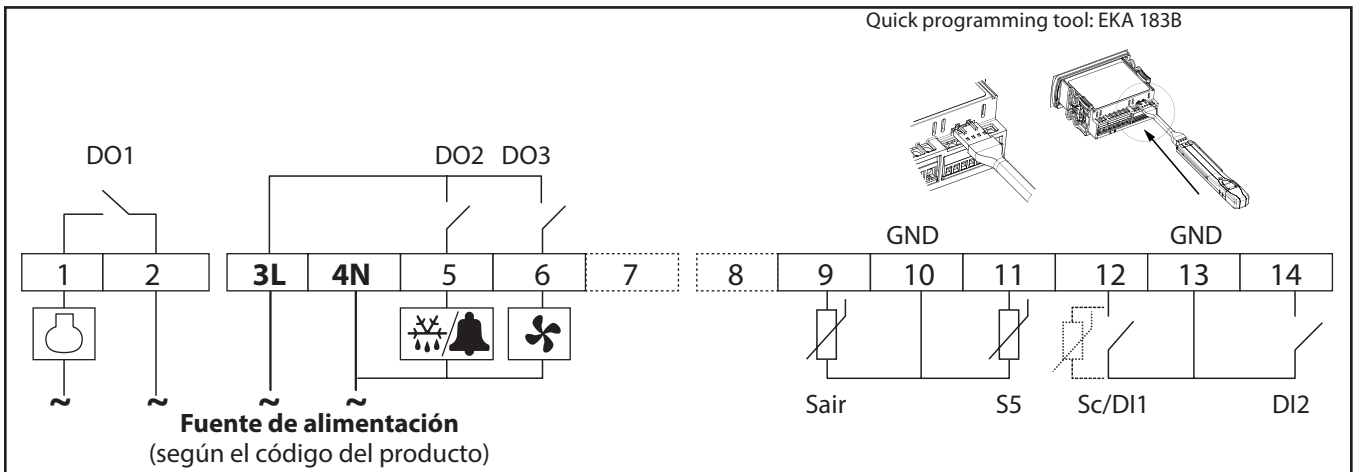 Quick programming tool: EKA 183B
DO1 DO2 DO3
GND GND
1 2 3L 4N 5 6 7 8 9 10 11 12 13 14
Sair S5 Sc/DI1 DI2
~ ~ ~ ~
Fuente de alimentación
(según el código del producto)